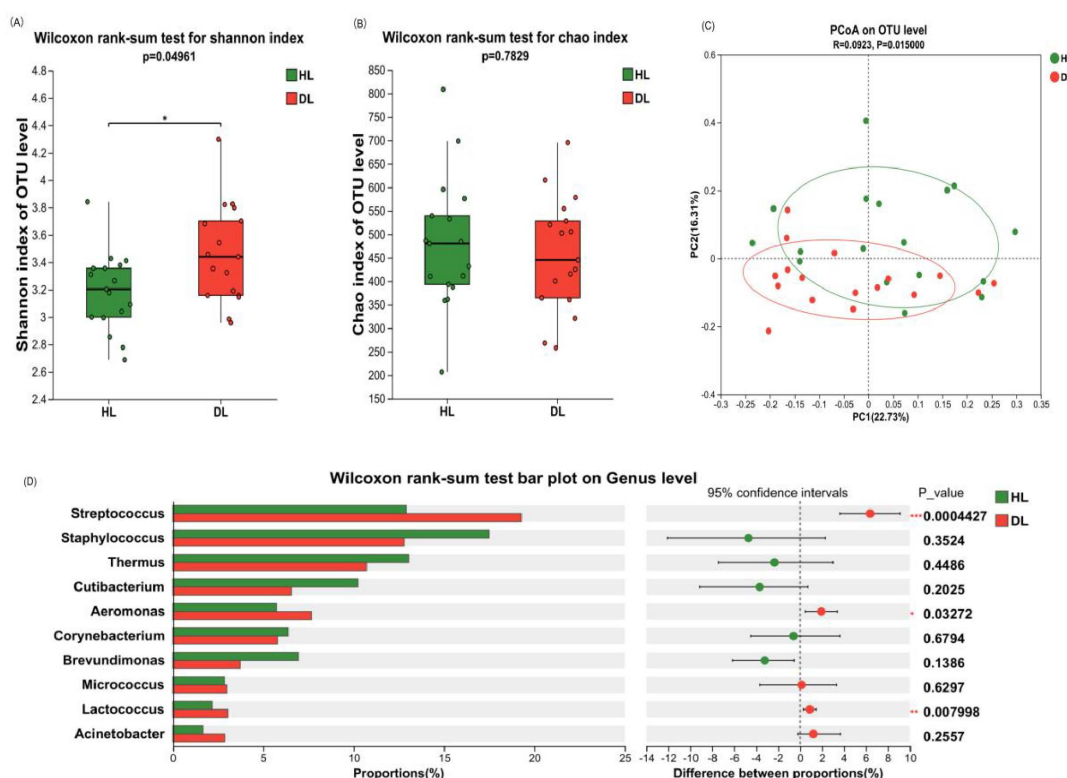 (A)
Wilcoxon rank-sum test for shannon index
p=0.04961
HL
DL
*
Shannon index of OTU level
4.8
4.6
4.4
4.2
4
3.8
3.6
3.4
3.2
3
2.8
2.6
2.4
HL
DL
(B)
Wilcoxon rank-sum test for chao index
p=0.7829
HL
DL
Chao index of OTU level
850
800
750
700
650
600
550
500
450
400
350
300
250
200
150
HL
DL
(C)
PCoA on OTU level
R=0.0923, P=0.015000
H
D
PC2(16.31%)
0.6
0.4
0.2
0
-0.2
-0.4
-0.3 -0.25 -0.2 -0.15 -0.1 -0.05 0 0.05 0.1 0.15 0.2 0.25 0.3 0.35
PC1(22.73%)
(D)
Wilcoxon rank-sum test bar plot on Genus level
95% confidence intervals
P_value
HL
DL
Streptococcus *** 0.0004427
Staphylococcus 0.3524
Thermus 0.4486
Cutibacterium 0.2025
Aeromonas * 0.03272
Corynebacterium 0.6794
Brevundimonas 0.1386
Micrococcus 0.6297
Lactococcus ** 0.007998
Acinetobacter 0.2557
0 5 10 15 20 25
-14 -12 -10 -8 -6 -4 -2 0 2 4 6 8 10
Proportions(%)
Difference between proportions(%)